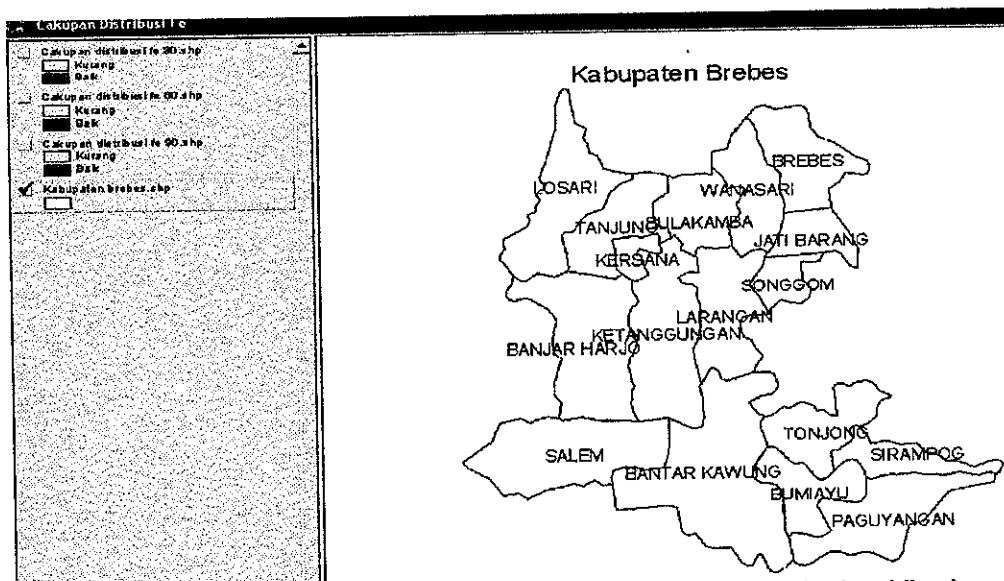 Cakupan Distribusi Fe
Cakupan distribusi fe 30.shp
Kurang
Baik
Cakupan distribusi fe 60.shp
Kurang
Baik
Cakupan distribusi fe 90.shp
Kurang
Baik
Kabupaten brebes.shp
Kabupaten Brebes
BREBES
LOSARI
WANASARI
TANJUNG
BULAKAMBA
JATI BARANG
KERSANA
SONGGOM
LARANGAN
KETANGGUNGAN
BANJAR HARJO
TONJONG
SALEM
SIRAMPOG
BANTAR KAWUNG
BUMIAYU
PAGUYANGAN